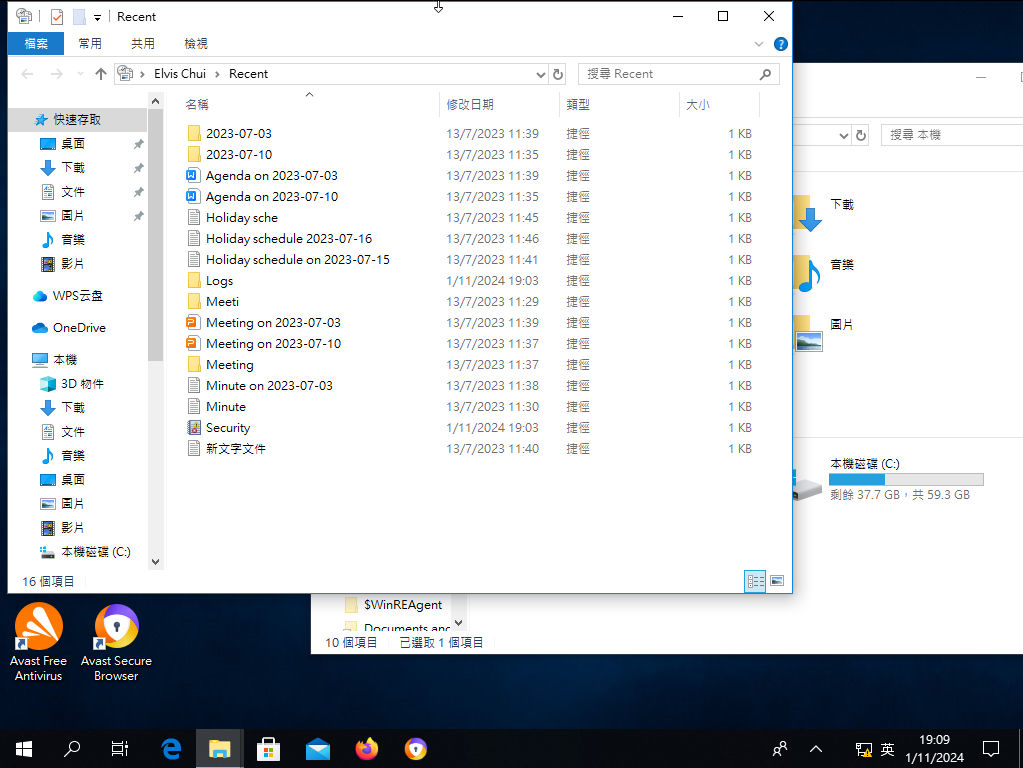 Recent
檔案 常用 共用 檢視
Elvis Chui Recent 搜尋 Recent
名稱 修改日期 類型 大小
快速存取
桌面
下載
文件
圖片
音樂
影片
WPS云盘
OneDrive
本機
3D 物件
下載
文件
音樂
桌面
圖片
影片
本機磁碟 (C:)
2023-07-03 13/7/2023 11:39 捷徑 1 KB
2023-07-10 13/7/2023 11:35 捷徑 1 KB
Agenda on 2023-07-03 13/7/2023 11:39 捷徑 1 KB
Agenda on 2023-07-10 13/7/2023 11:35 捷徑 1 KB
Holiday sche 13/7/2023 11:45 捷徑 1 KB
Holiday schedule 2023-07-16 13/7/2023 11:46 捷徑 1 KB
Holiday schedule on 2023-07-15 13/7/2023 11:41 捷徑 1 KB
Logs 1/11/2024 19:03 捷徑 1 KB
Meeti 13/7/2023 11:29 捷徑 1 KB
Meeting on 2023-07-03 13/7/2023 11:39 捷徑 1 KB
Meeting on 2023-07-10 13/7/2023 11:37 捷徑 1 KB
Meeting 13/7/2023 11:37 捷徑 1 KB
Minute on 2023-07-03 13/7/2023 11:38 捷徑 1 KB
Minute 13/7/2023 11:30 捷徑 1 KB
Security 1/11/2024 19:03 捷徑 1 KB
新文字文件 13/7/2023 11:40 捷徑 1 KB
16 個項目
搜尋 本機
下載
音樂
圖片
本機磁碟 (C:)
剩餘 37.7 GB，共 59.3 GB
$WinREAgent
Documents and
10 個項目 已選取 1 個項目
Avast Free Antivirus
Avast Secure Browser
英
19:09
1/11/2024